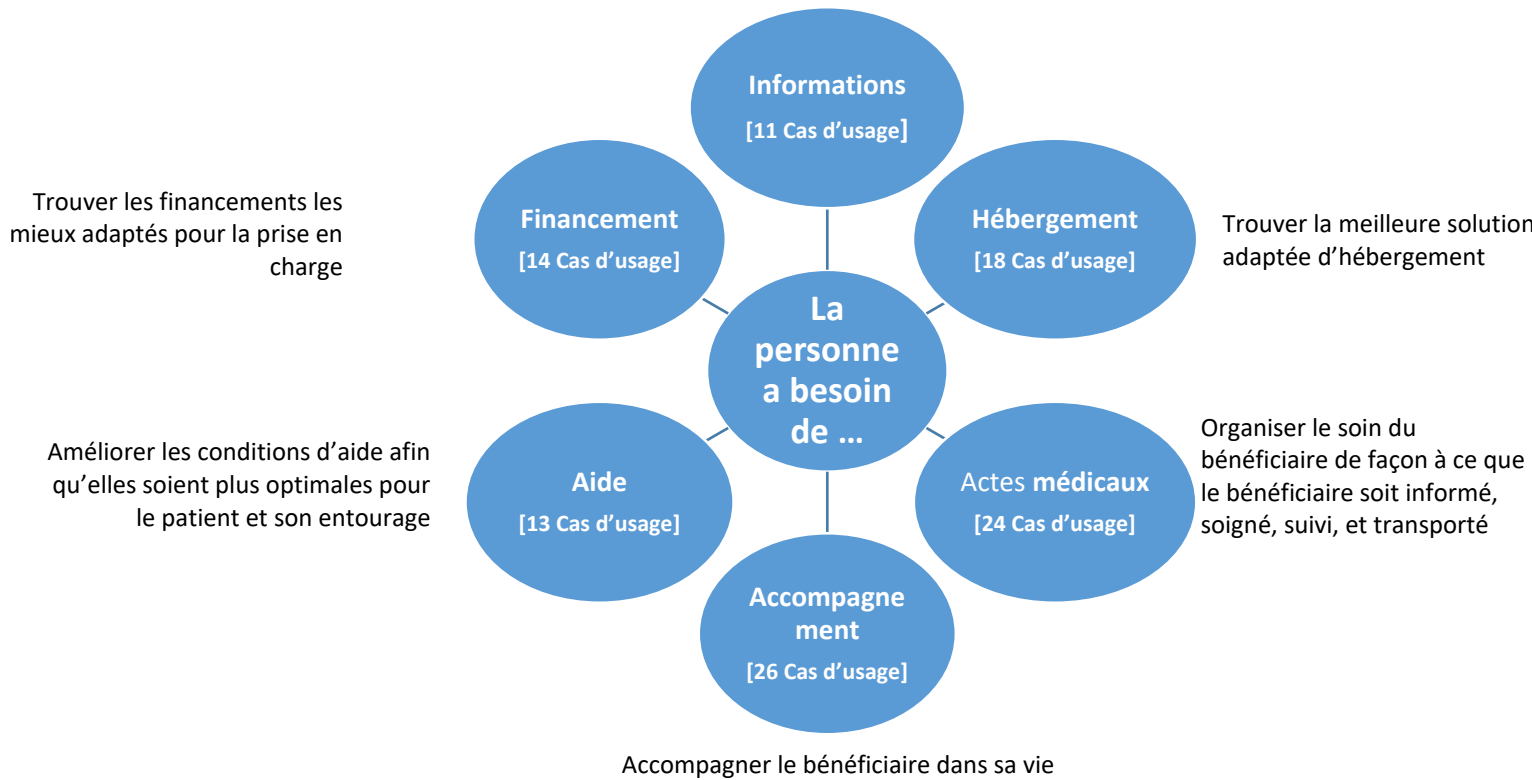 Informations
[11 Cas d’usage]
Trouver les financements les
mieux adaptés pour la prise en
charge
Financement
[14 Cas d’usage]
Hébergement
[18 Cas d’usage]
Trouver la meilleure solution
adaptée d’hébergement
La
personne
a besoin
de …
Améliorer les conditions d’aide afin
qu’elles soient plus optimales pour
le patient et son entourage
Aide
[13 Cas d’usage]
Actes médicaux
[24 Cas d’usage]
Organiser le soin du
bénéficiaire de façon à ce que
le bénéficiaire soit informé,
soigné, suivi, et transporté
Accompagne
ment
[26 Cas d’usage]
Accompagner le bénéficiaire dans sa vie